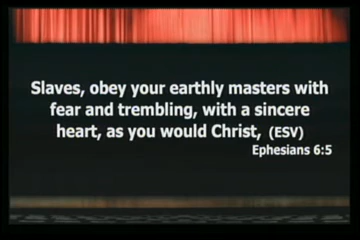 Slaves, obey your earthly masters with
fear and trembling, with a sincere
heart, as you would Christ, (ESV)
Ephesians 6:5